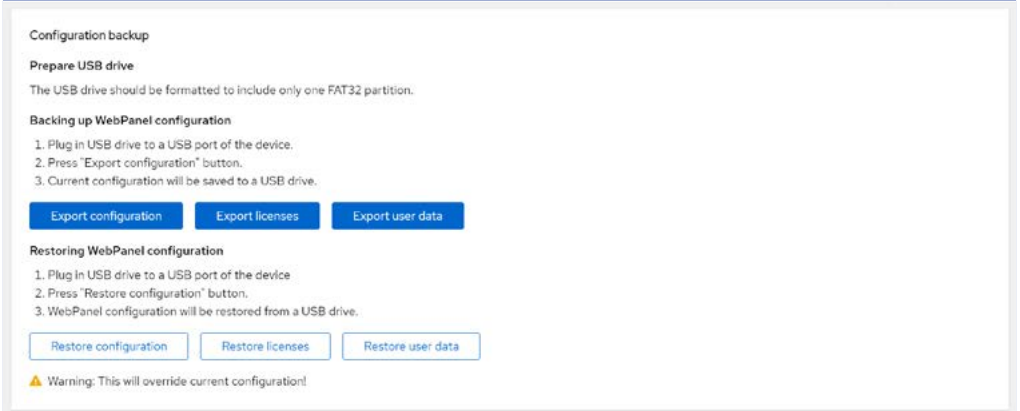 Configuration backup
Prepare USB drive
The USB drive should be formatted to include only one FAT32 partition.
Backing up WebPanel configuration
1. Plug in USB drive to a USB port of the device.
2. Press "Export configuration" button.
3. Current configuration will be saved to a USB drive.
Export configuration Export licenses Export user data
Restoring WebPanel configuration
1. Plug in USB drive to a USB port of the device
2. Press "Restore configuration" button.
3. WebPanel configuration will be restored from a USB drive.
Restore configuration Restore licenses Restore user data
Warning: This will override current configuration!